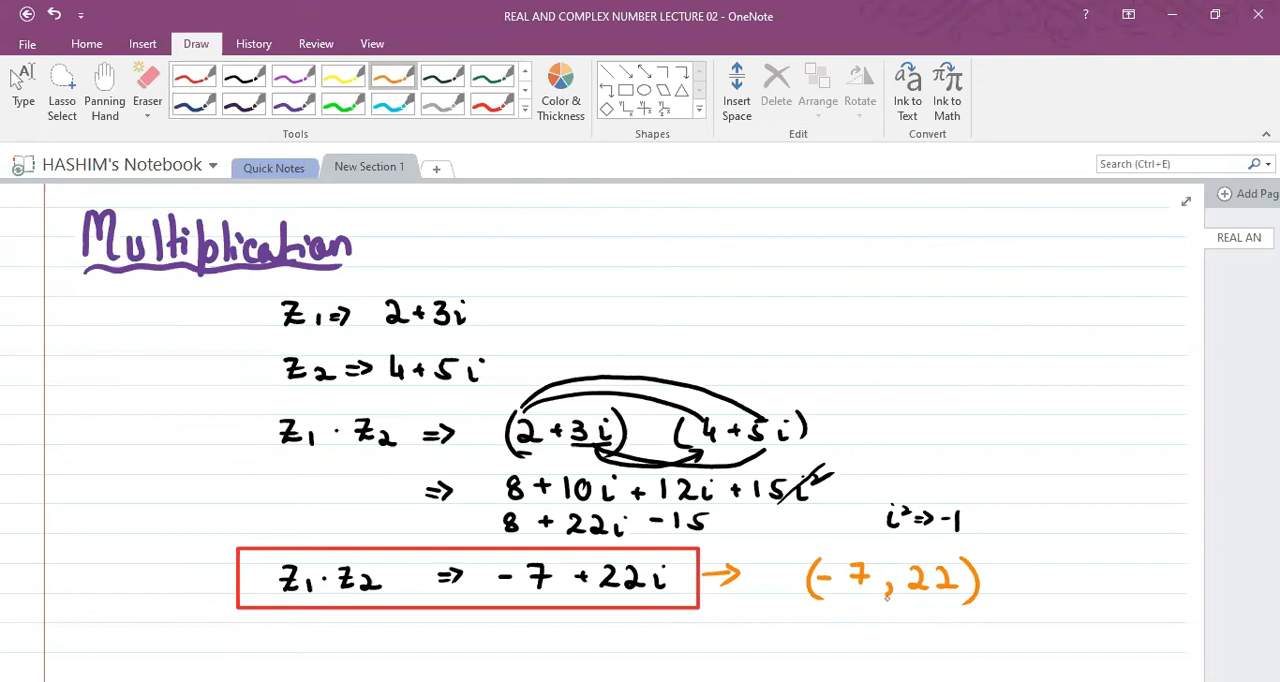 REAL AND COMPLEX NUMBER LECTURE 02 - OneNote
?
File Home Insert Draw History Review View
Type Lasso Select Panning Hand Eraser Color & Thickness Insert Space Delete Arrange Rotate Ink to Text Ink to Math
Tools Shapes Edit Convert
HASHIM's Notebook Quick Notes New Section 1 + Search (Ctrl+E)
Add Pag
REAL AN
Multiplication
z1 => 2+3i
z2 => 4+5i
z1 · z2 => (2+3i) (4+5i)
=> 8+10i+12i+15i²
8 + 22i -15
i² => -1
z1 · z2 => -7 +22i → (-7, 22)